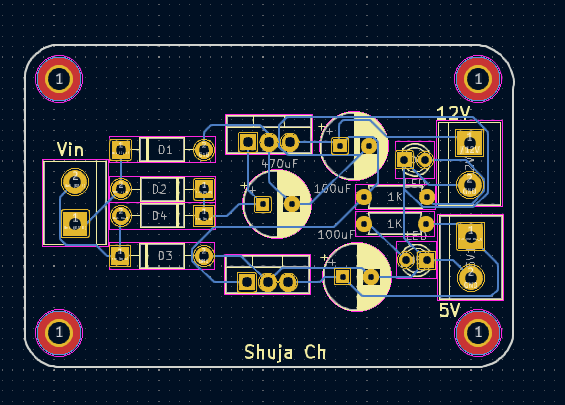 1
1
12V
Vin
D1
470uF
LED
D2
100uF
1K
D4
1K
100uF
LED
D3
5V
1
1
Shuja Ch